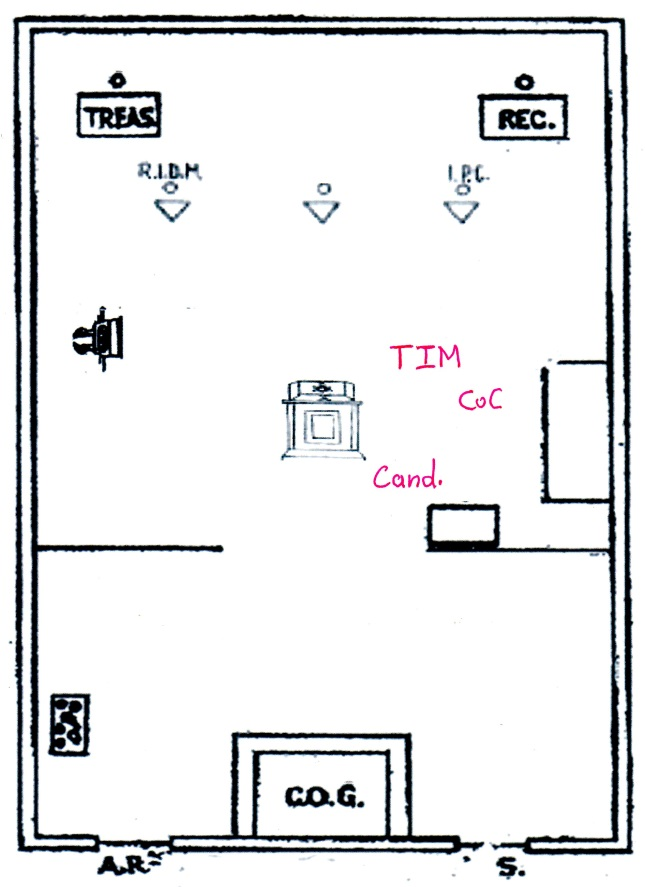 TREAS.
REC.
R.I.D.M.
I.P.C.
TIM
CoC
Cand.
C.O.G.
A.R.
S.